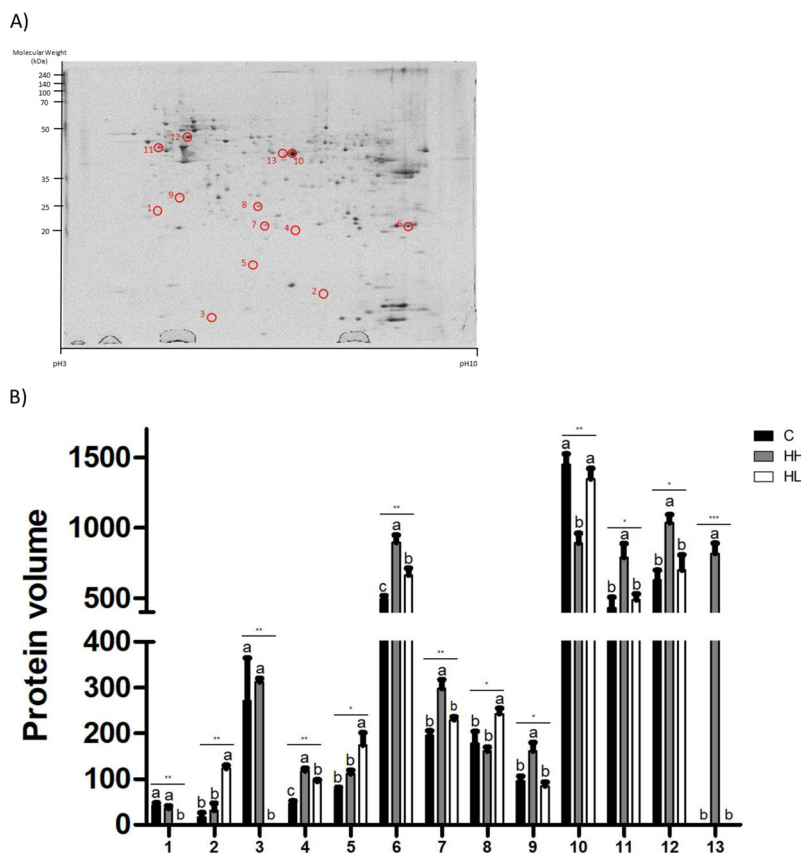 A)
Molecular Weight
(kDa)
240
140
100
70
50
35
25
20
12
11
13 10
9
1
8
7
4
6
5
2
3
pH3 pH10
B)
Protein volume
1500
1000
500
400
300
200
100
0
C
HH
HL
** ** ** ** * ** ** * * ** * * ***
a a b
b b a
a a b
c a b
b b a
c a b
b a b
b b a
b a b
a b a
b a b
b a b
b a b
1 2 3 4 5 6 7 8 9 10 11 12 13